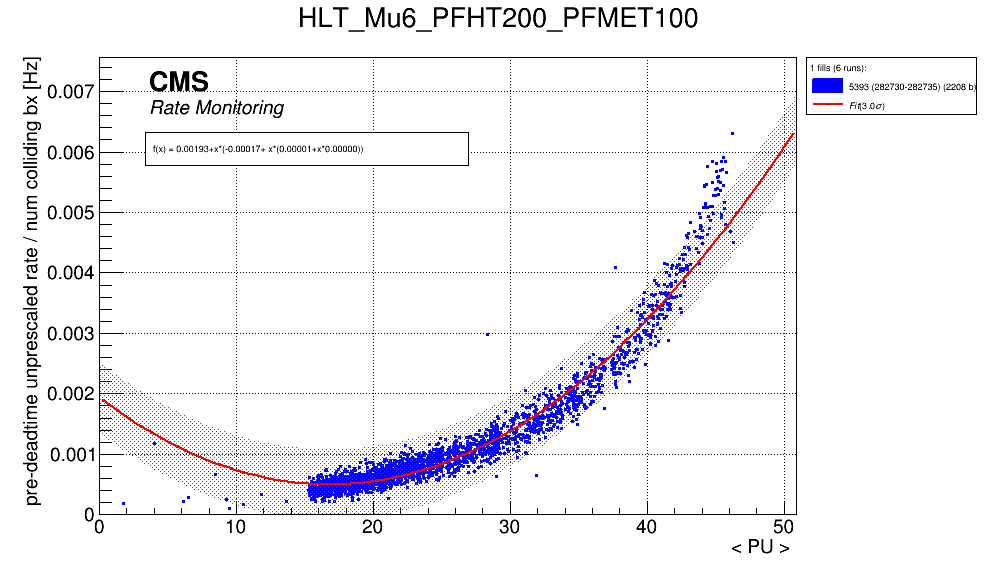 HLT_Mu6_PFHT200_PFMET100
pre-deadtime unprescaled rate / num colliding bx [Hz]
CMS
Rate Monitoring
f(x) = 0.00193+x*(-0.00017+ x*(0.00001+x*0.00000))
0.007
0.006
0.005
0.004
0.003
0.002
0.001
0
0 10 20 30 40 50
< PU >
1 fills (6 runs):
5393 (282730-282735) (2208 b)
Fit(3.0σ)